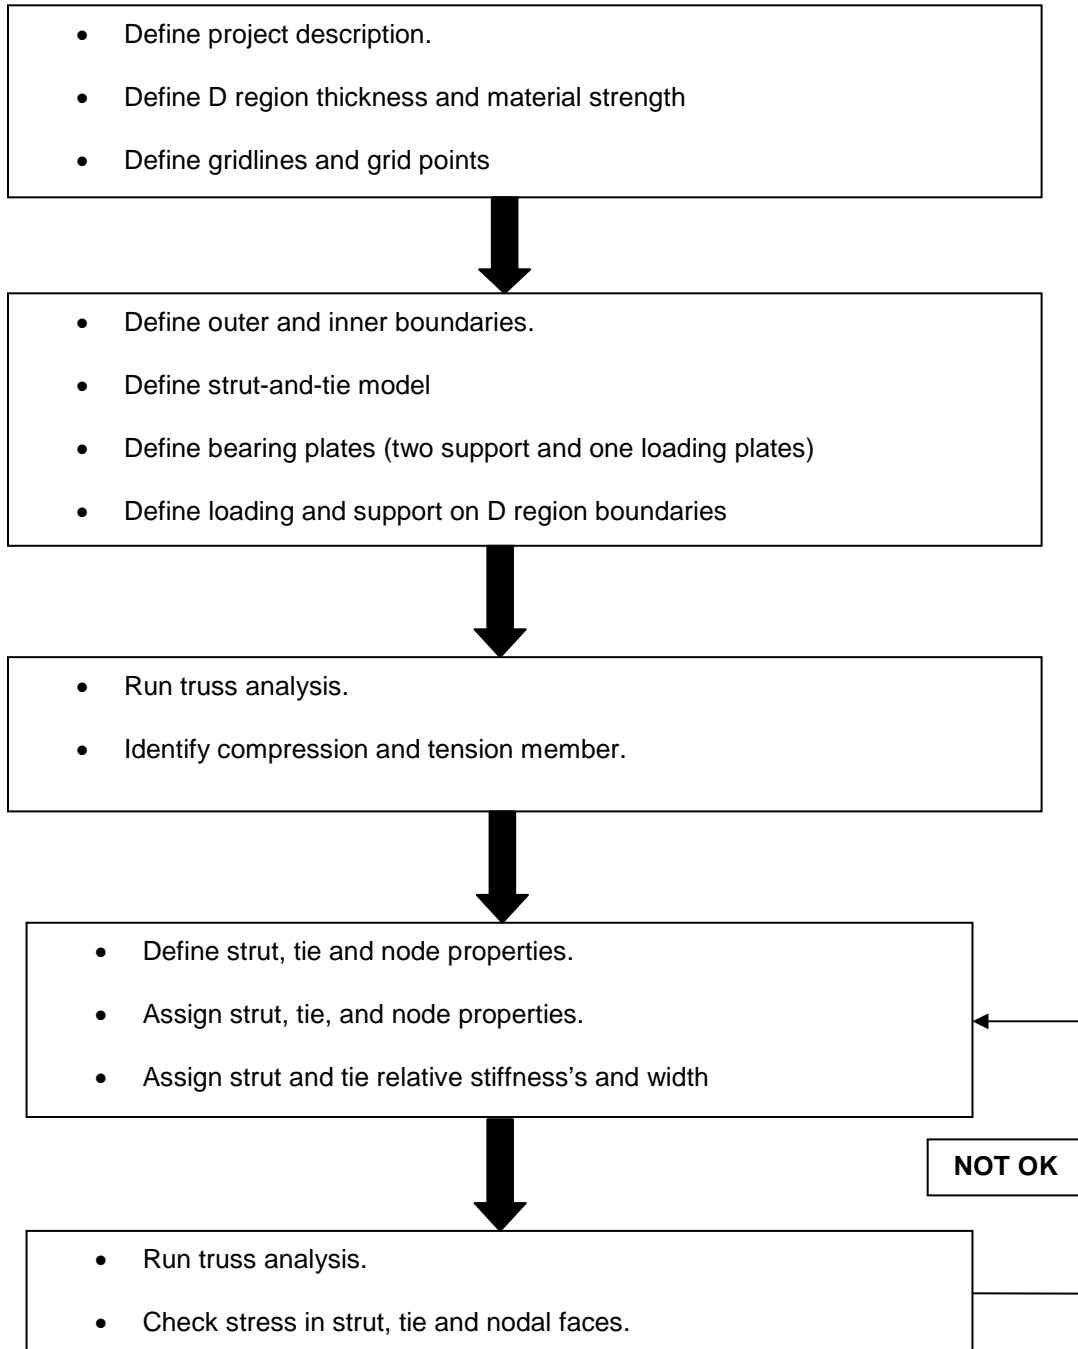 • Define project description.
• Define D region thickness and material strength
• Define gridlines and grid points
• Define outer and inner boundaries.
• Define strut-and-tie model
• Define bearing plates (two support and one loading plates)
• Define loading and support on D region boundaries
• Run truss analysis.
• Identify compression and tension member.
• Define strut, tie and node properties.
• Assign strut, tie, and node properties.
• Assign strut and tie relative stiffness's and width
NOT OK
• Run truss analysis.
• Check stress in strut, tie and nodal faces.